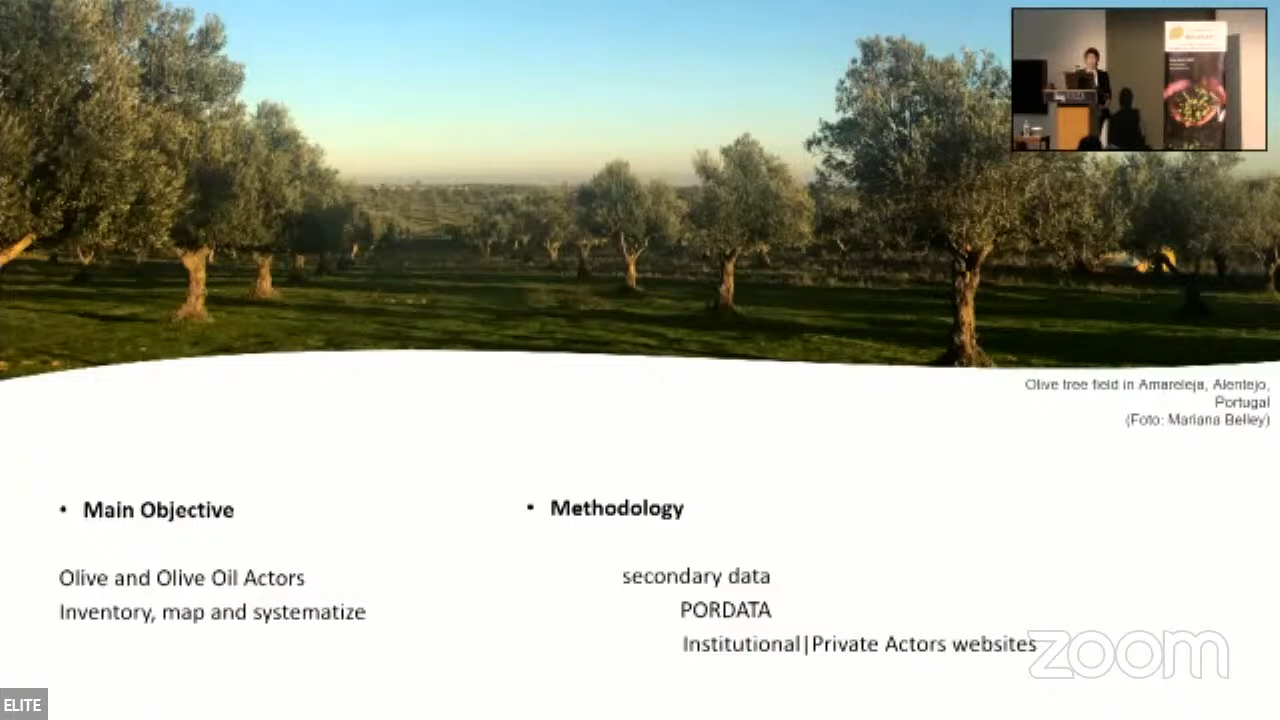 Olive tree field in Amareleja, Alentejo,
Portugal
(Foto: Mariana Belley)
• Main Objective
Olive and Olive Oil Actors
Inventory, map and systematize
• Methodology
secondary data
PORDATA
Institutional|Private Actors websites
zoom
ELITE